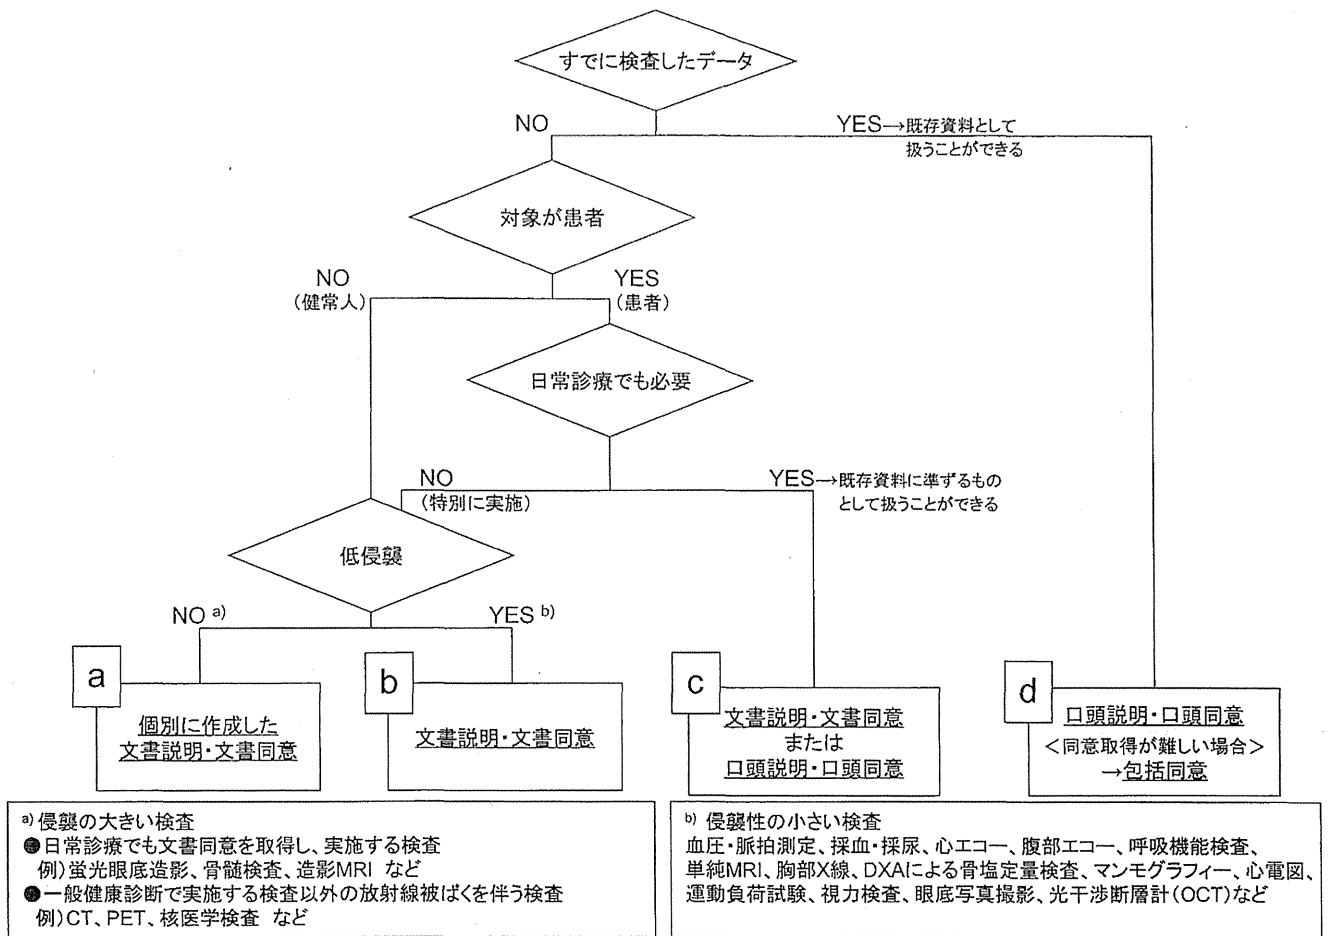 すでに検査したデータ
NO
YES→既存資料として
扱うことができる
対象が患者
NO
(健常人)
YES
(患者)
日常診療でも必要
NO
(特別に実施)
YES→既存資料に準ずるもの
として扱うことができる
低侵襲
NO a)
YES b)
a
個別に作成した
文書説明・文書同意
b
文書説明・文書同意
c
文書説明・文書同意
または
口頭説明・口頭同意
d
口頭説明・口頭同意
<同意取得が難しい場合>
→包括同意
a) 侵襲の大きい検査
●日常診療でも文書同意を取得し、実施する検査
例)蛍光眼底造影、骨髄検査、造影MRI など
●一般健康診断で実施する検査以外の放射線被ばくを伴う検査
例)CT、PET、核医学検査 など
b) 侵襲性の小さい検査
血圧・脈拍測定、採血・採尿、心エコー、腹部エコー、呼吸機能検査、
単純MRI、胸部X線、DXAによる骨塩定量検査、マンモグラフィー、心電図、
運動負荷試験、視力検査、眼底写真撮影、光干渉断層計(OCT)など